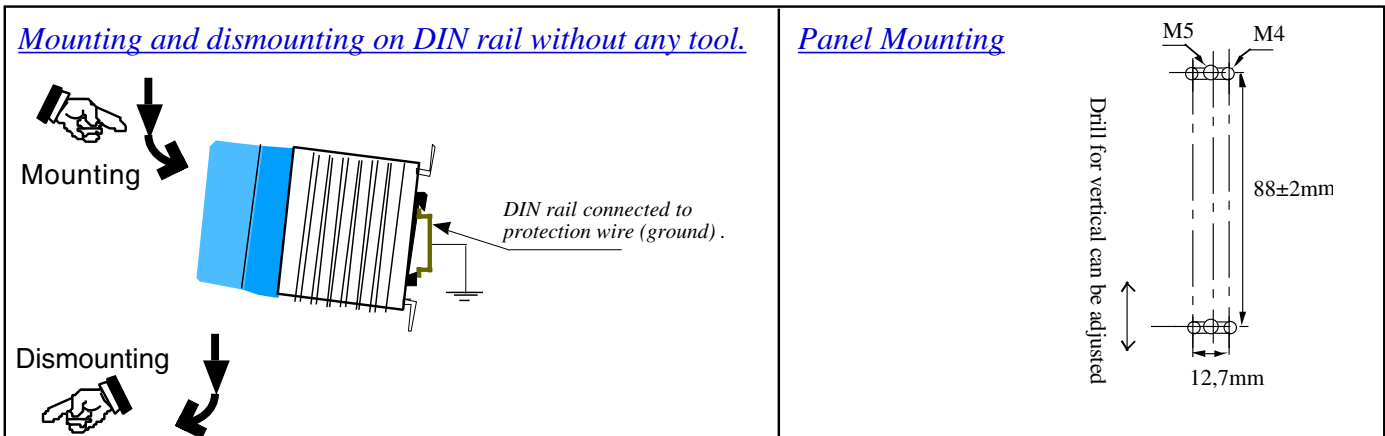 Mounting and dismounting on DIN rail without any tool.
Mounting
DIN rail connected to
protection wire (ground) .
Dismounting
Panel Mounting
M5
M4
Drill for vertical can be adjusted
88±2mm
12,7mm